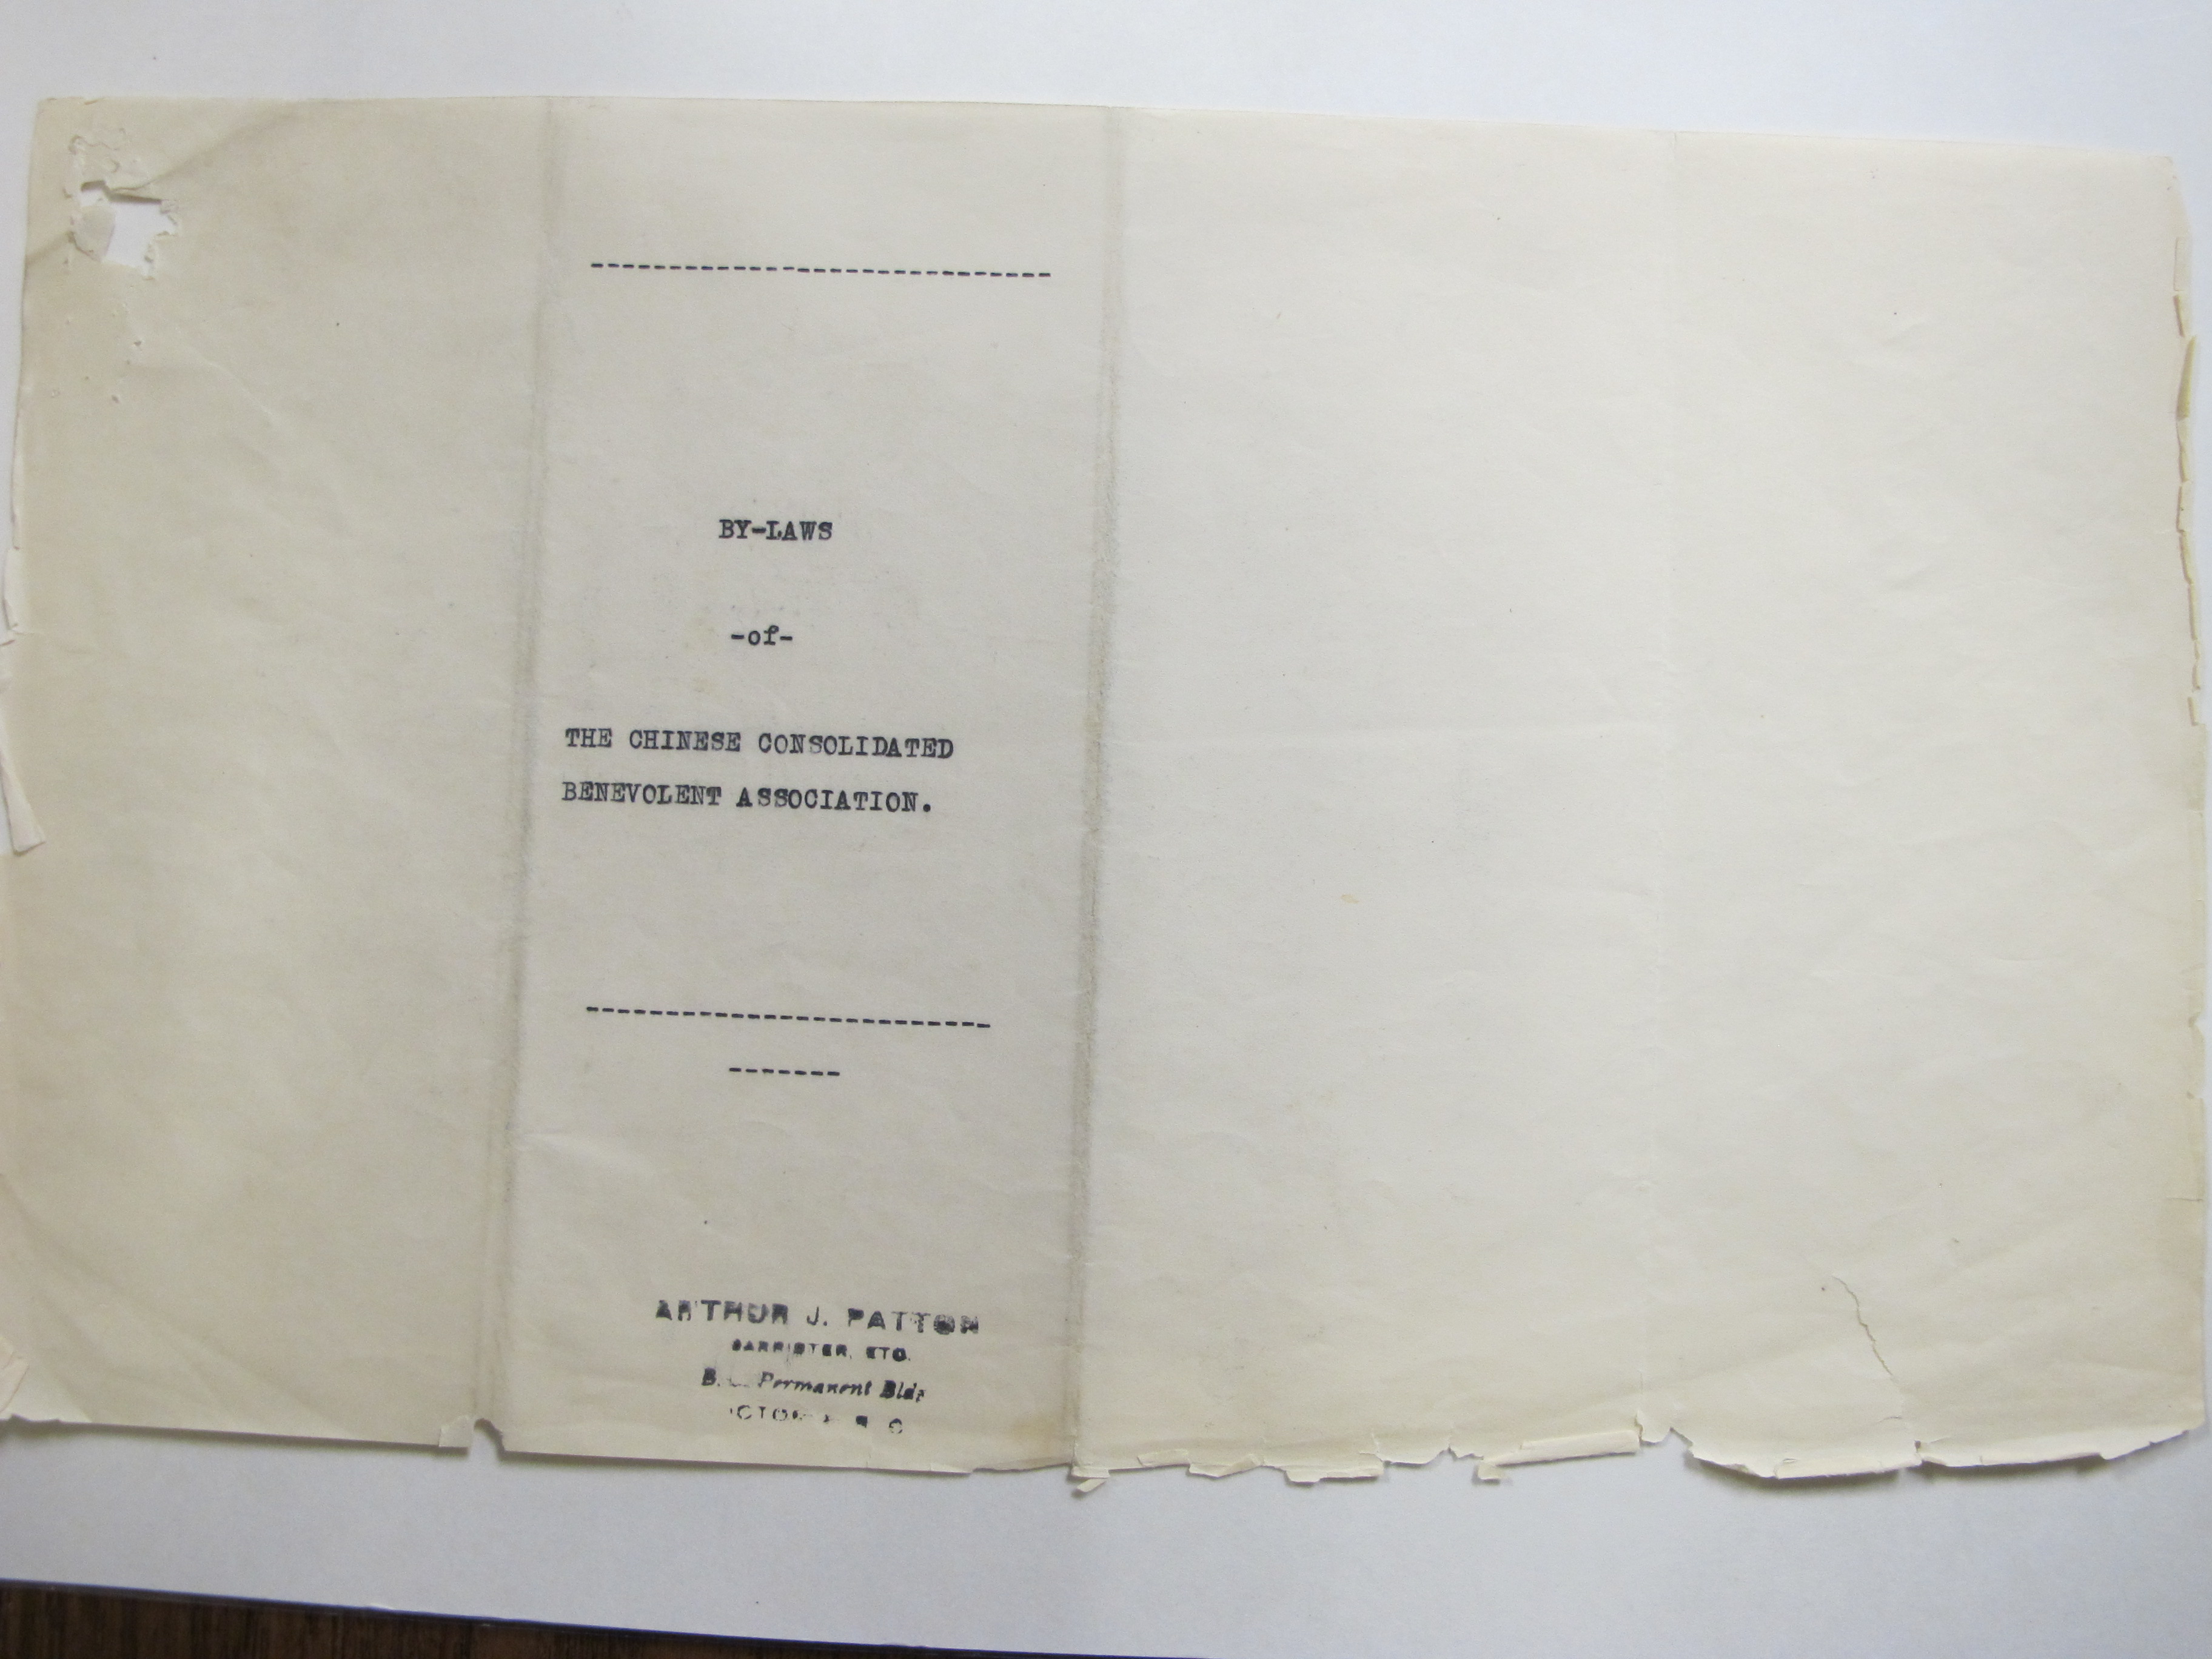 ------------------------------
BY-LAWS
-of-
THE CHINESE CONSOLIDATED
BENEVOLENT ASSOCIATION.
--------------------------
-------
ARTHUR J. PATTON
BARRISTER, ETC.
B. Permanent Bldg